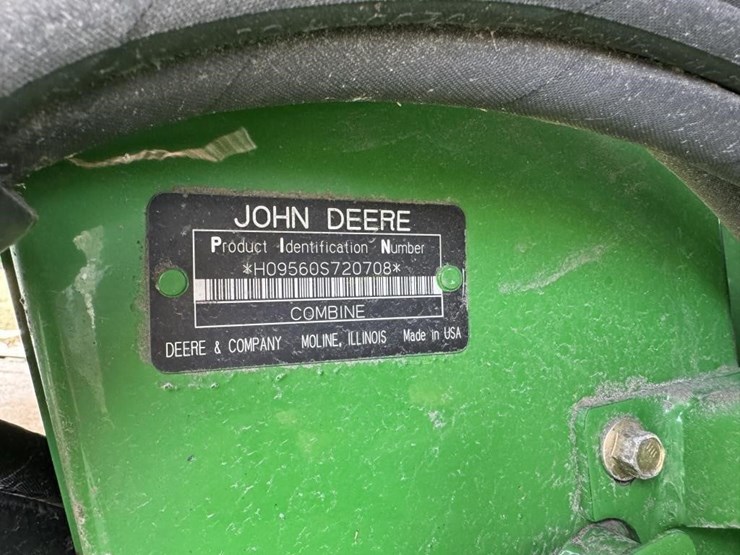 JOHN DEERE
Product Identification Number
*H09560S720708*
COMBINE
DEERE & COMPANY MOLINE, ILLINOIS Made in USA